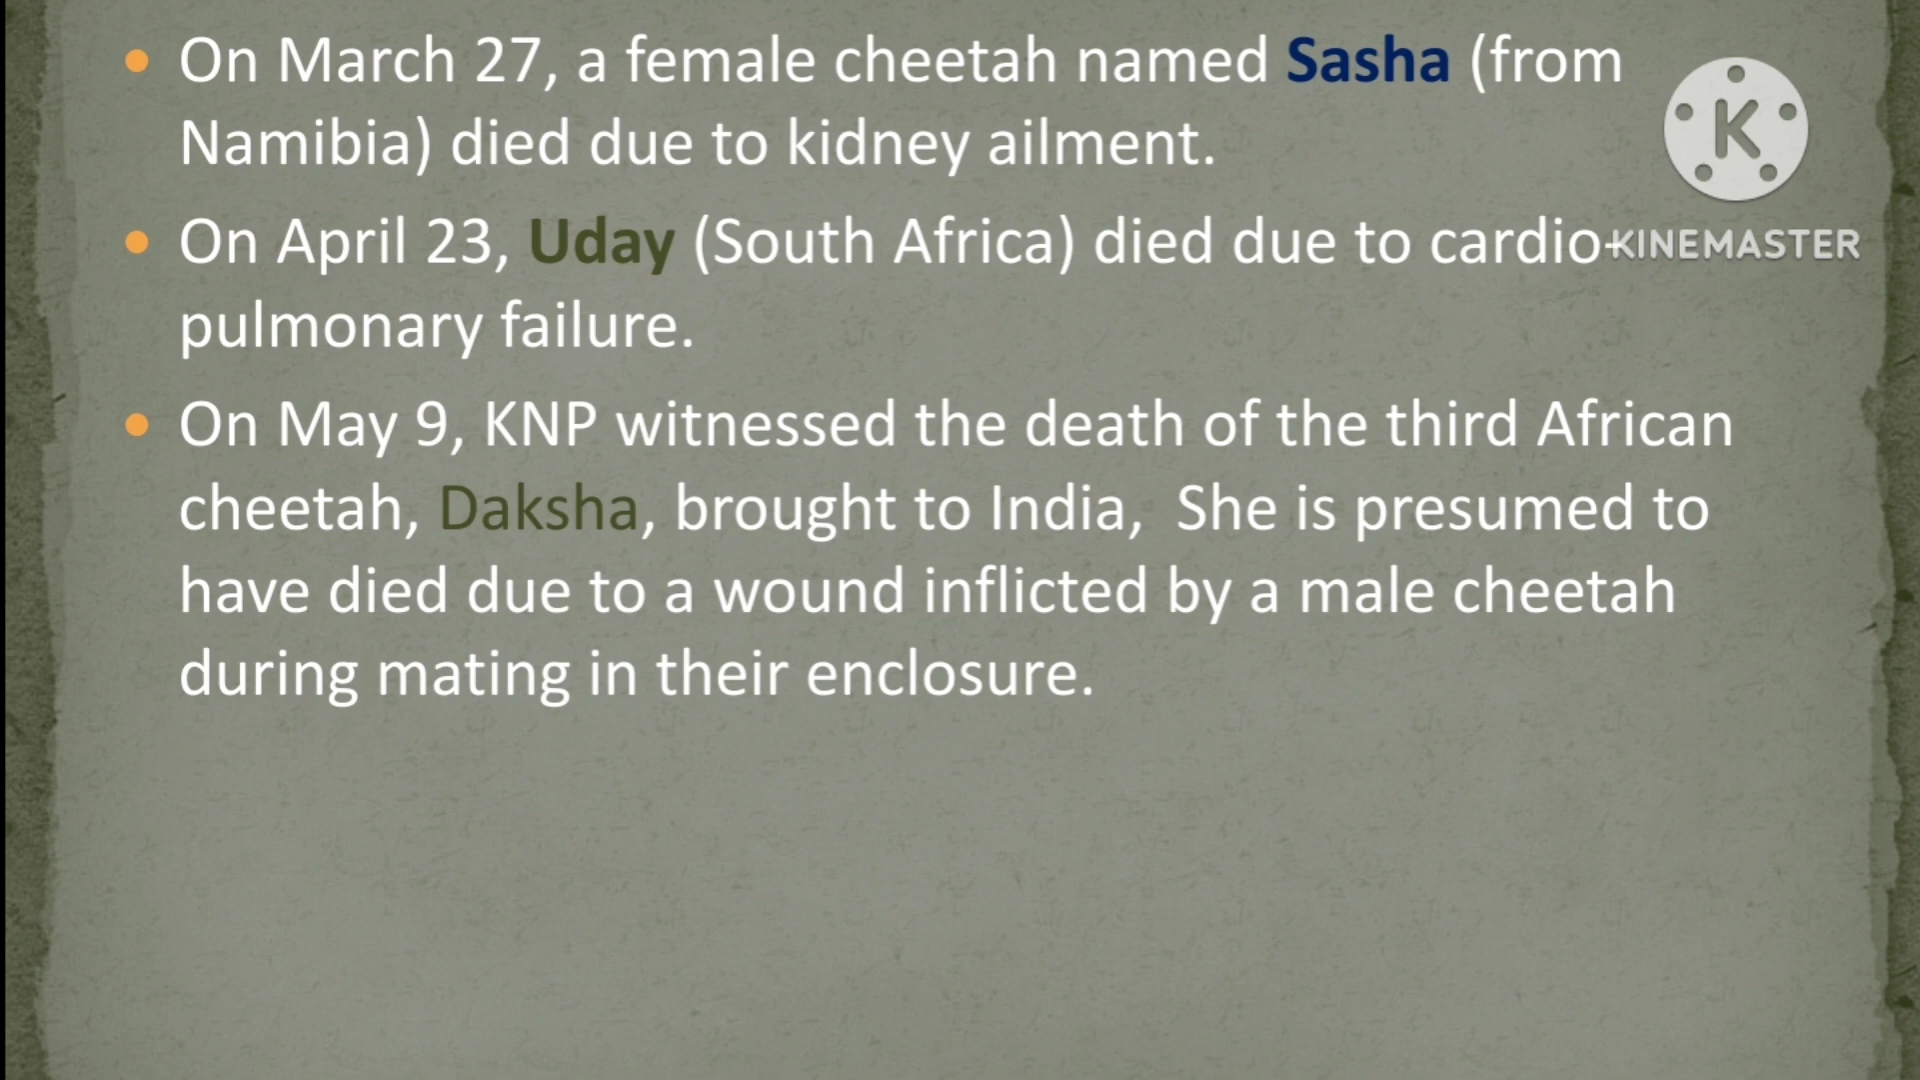 • On March 27, a female cheetah named Sasha (from
Namibia) died due to kidney ailment.
• On April 23, Uday (South Africa) died due to cardio-
pulmonary failure.
• On May 9, KNP witnessed the death of the third African
cheetah, Daksha, brought to India,  She is presumed to
have died due to a wound inflicted by a male cheetah
during mating in their enclosure.
K
KINEMASTER